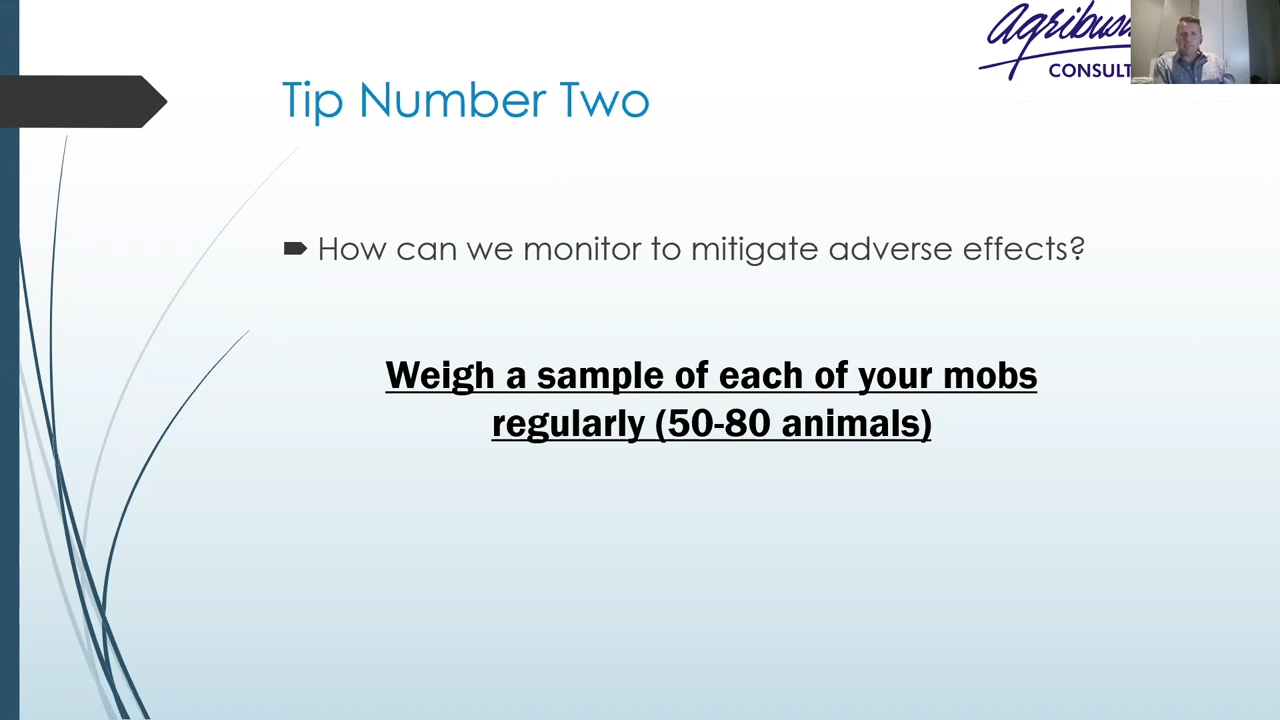 CONSULT
Tip Number Two
How can we monitor to mitigate adverse effects?
Weigh a sample of each of your mobs
regularly (50-80 animals)